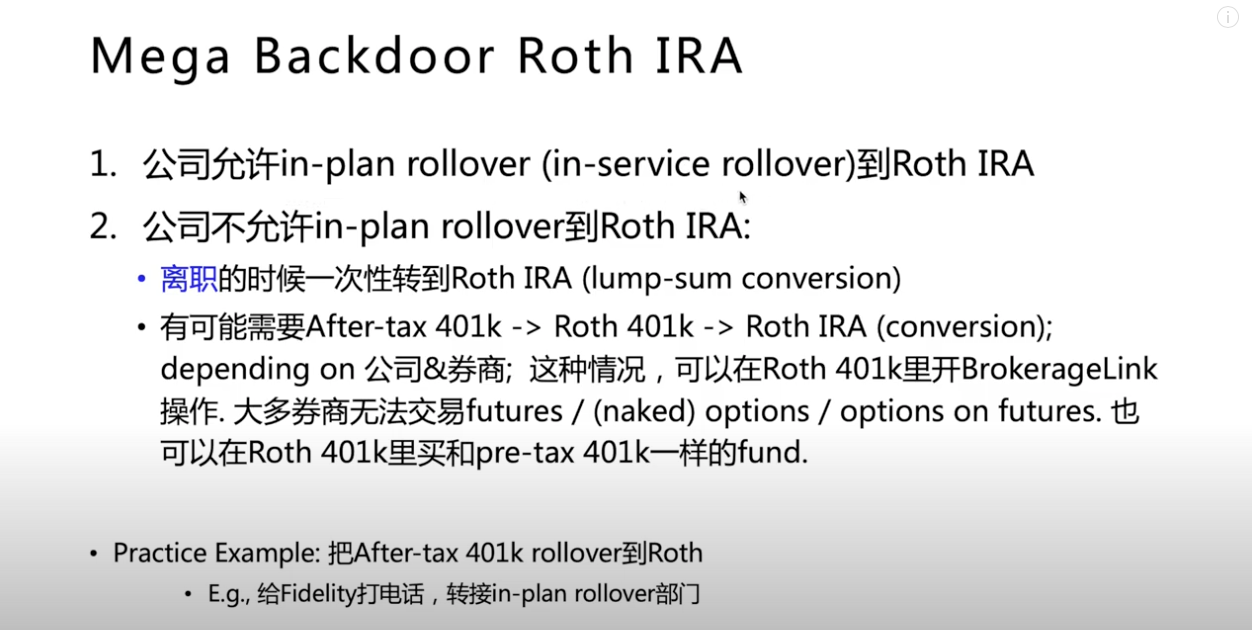 Mega Backdoor Roth IRA
1. 公司允许in-plan rollover (in-service rollover)到Roth IRA
2. 公司不允许in-plan rollover到Roth IRA:
• 离职的时候一次性转到Roth IRA (lump-sum conversion)
• 有可能需要After-tax 401k -> Roth 401k -> Roth IRA (conversion);
depending on 公司&券商; 这种情况，可以在Roth 401k里开BrokerageLink
操作. 大多券商无法交易futures / (naked) options / options on futures. 也
可以在Roth 401k里买和pre-tax 401k一样的fund.
• Practice Example: 把After-tax 401k rollover到Roth
• E.g., 给Fidelity打电话，转接in-plan rollover部门